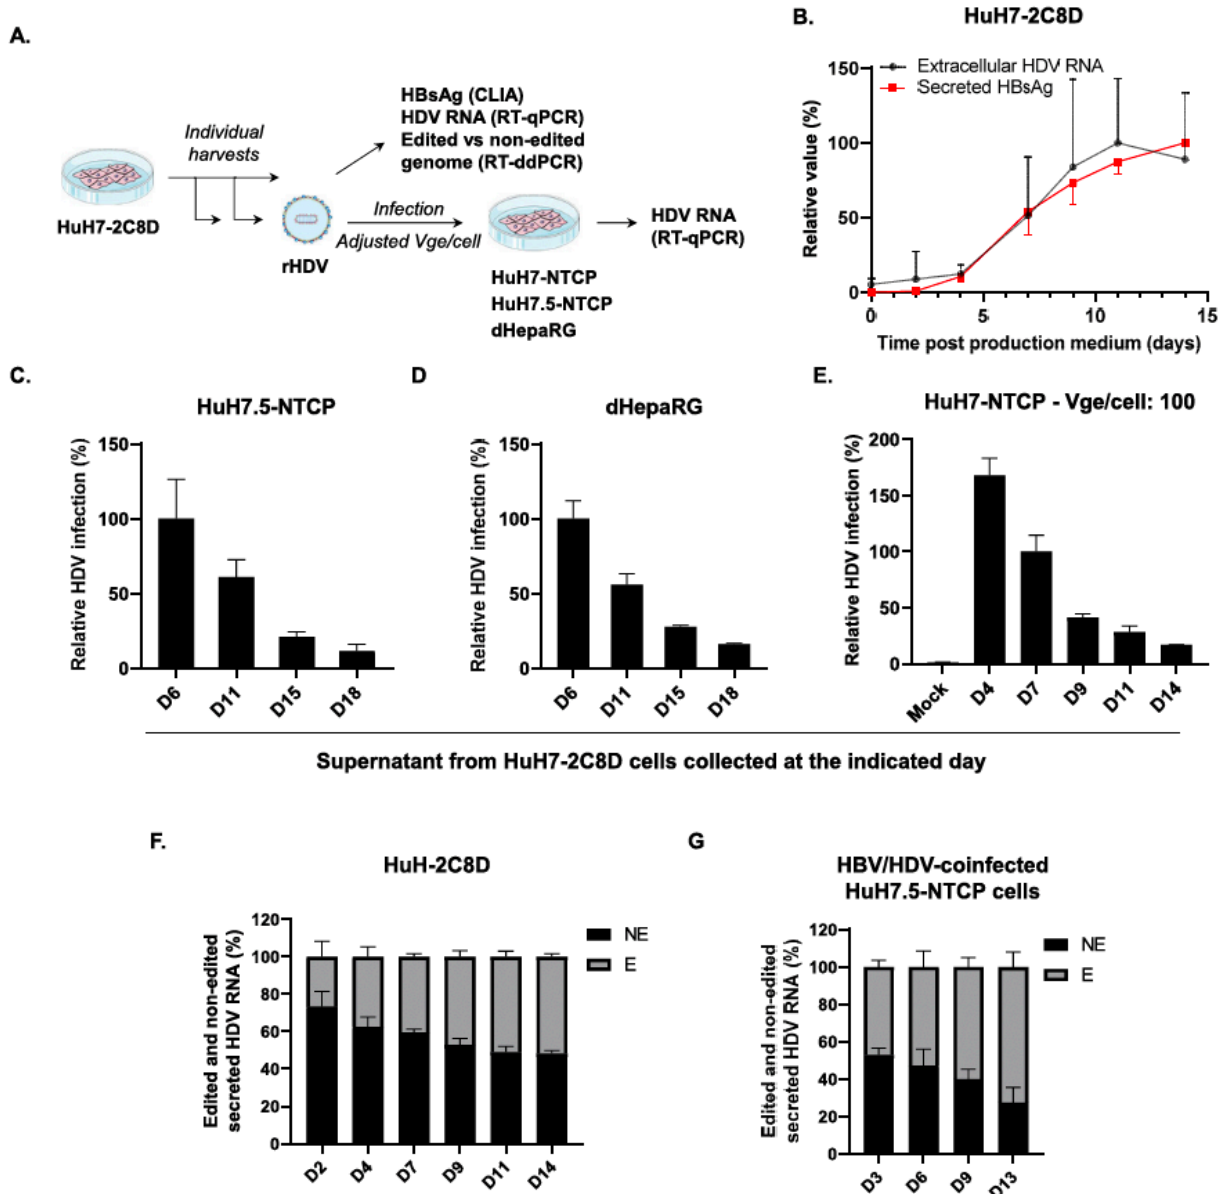 A.
Individual
harvests
HuH7-2C8D
rHDV
HBsAg (CLIA)
HDV RNA (RT-qPCR)
Edited vs non-edited
genome (RT-ddPCR)
Infection
Adjusted Vge/cell
HuH7-NTCP
HuH7.5-NTCP
dHepaRG
HDV RNA
(RT-qPCR)
B.
HuH7-2C8D
Extracellular HDV RNA
Secreted HBsAg
Relative value (%)
150
100
50
0
0
5
10
15
Time post production medium (days)
C.
HuH7.5-NTCP
Relative HDV infection (%)
150
100
50
0
D6
D11
D15
D18
D
dHepaRG
Relative HDV infection (%)
150
100
50
0
D6
D11
D15
D18
E.
HuH7-NTCP - Vge/cell: 100
Relative HDV infection (%)
200
150
100
50
0
Mock
D4
D7
D9
D11
D14
Supernatant from HuH7-2C8D cells collected at the indicated day
F.
HuH-2C8D
Edited and non-edited
secreted HDV RNA (%)
120
100
80
60
40
20
0
D2
D4
D7
D9
D11
D14
NE
E
G
HBV/HDV-coinfected
HuH7.5-NTCP cells
Edited and non-edited
secreted HDV RNA (%)
120
100
80
60
40
20
0
D3
D6
D9
D13
NE
E